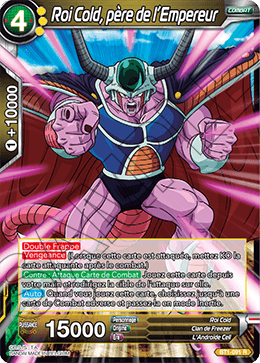 4
Roi Cold, père de l'Empereur
COMBAT
+10000
Double Frappe
Vengeance (Lorsque cette carte est attaquée, mettez KO la
carte attaquante après le combat.)
Contre - Attaque Carte de Combat Jouez cette carte depuis
votre main et redirigez la cible de l'attaque sur elle.
Auto Quand vous jouez cette carte, choisissez jusqu'à une
carte de Combat adverse et passez-la en mode Inerte.
15000
Personnage
Roi Cold
Origine
Clan de Freezer
Ère
L'Androïde Cell
BT1-091 R